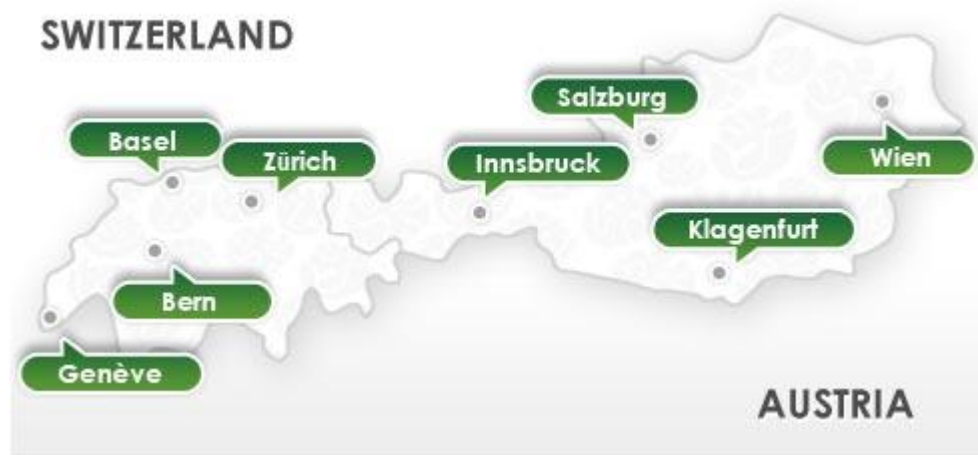 SWITZERLAND
Salzburg
Basel
Zürich
Innsbruck
Wien
Klagenfurt
Bern
Genève
AUSTRIA